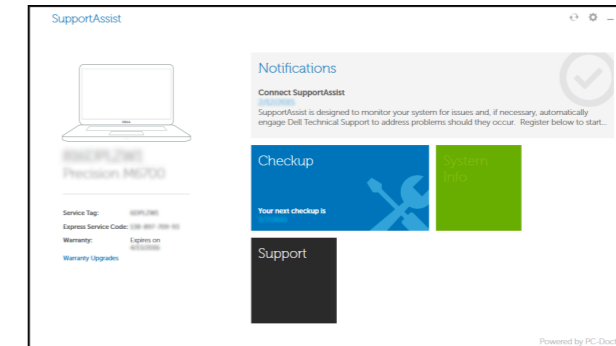 SupportAssist
Precision M6700
Service Tag:
Express Service Code:
Warranty: Expires on
Warranty Upgrades
Notifications
Connect SupportAssist
SupportAssist is designed to monitor your system for issues and, if necessary, automatically
engage Dell Technical Support to address problems should they occur. Register below to start...
Checkup
Your next checkup is
System
Info
Support
Powered by PC-Doct